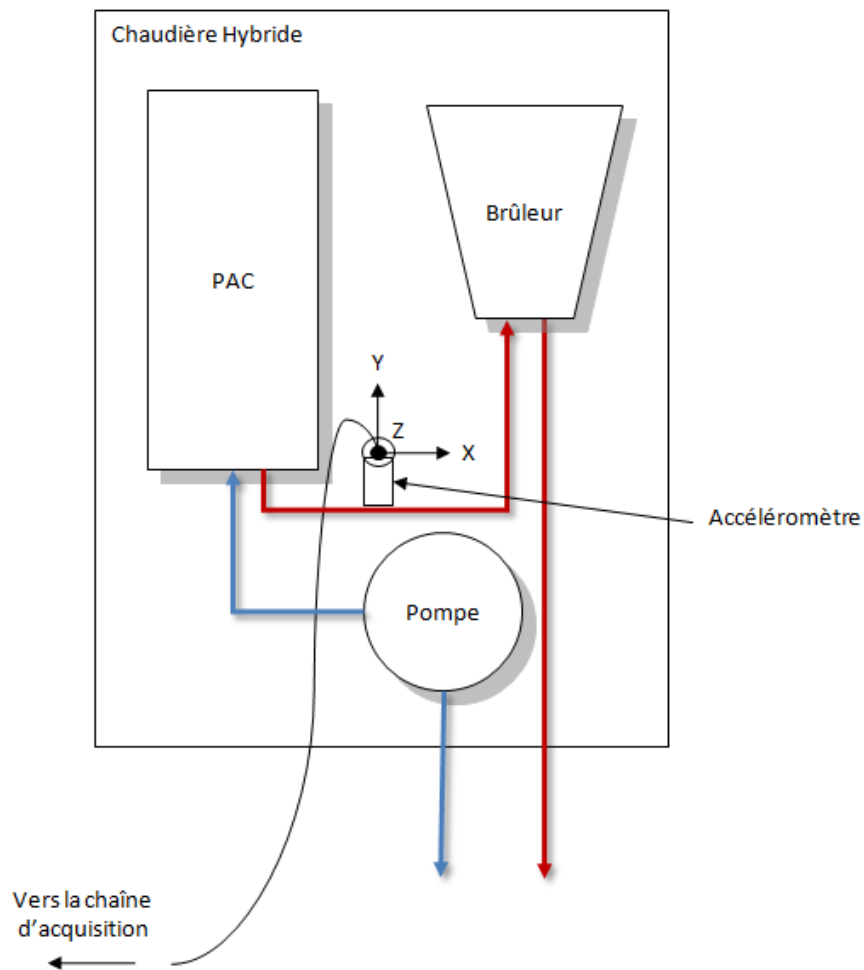 Chaudière Hybride
Brûleur
PAC
Y
Z
X
Accéléromètre
Pompe
Vers la chaîne
d'acquisition